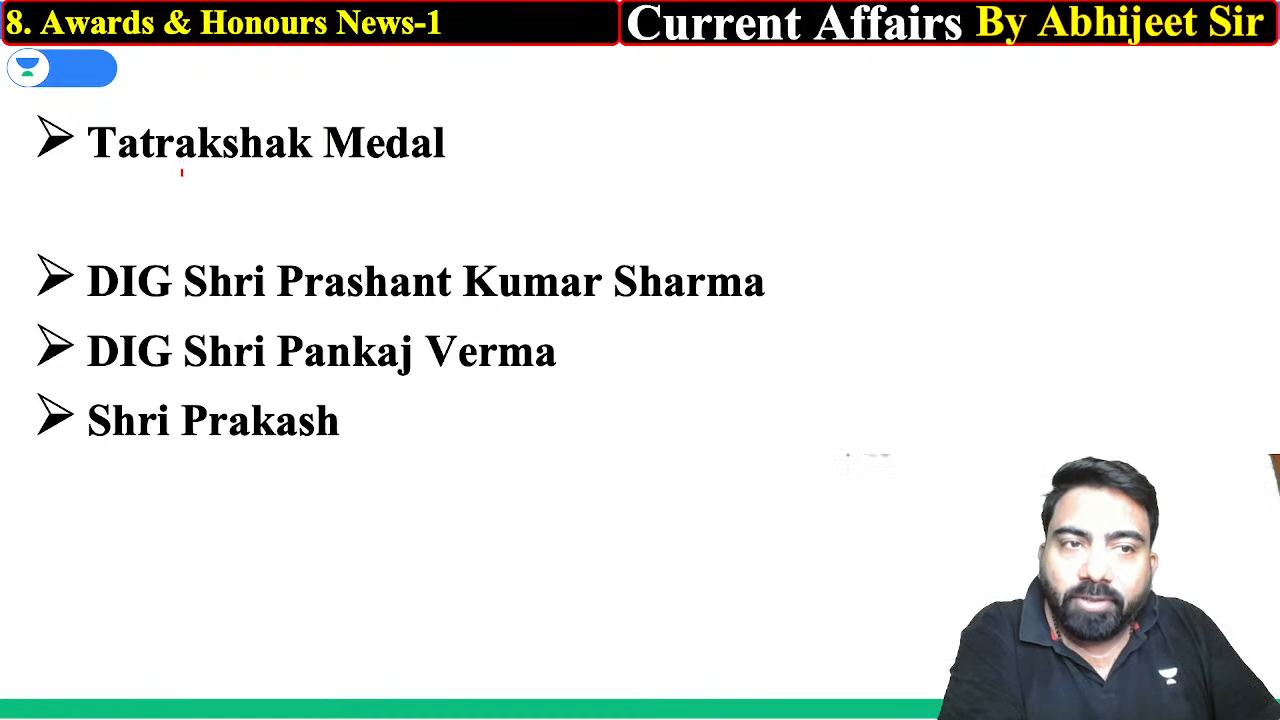 8. Awards & Honours News-1
Current Affairs By Abhijeet Sir
Tatrakshak Medal
DIG Shri Prashant Kumar Sharma
DIG Shri Pankaj Verma
Shri Prakash